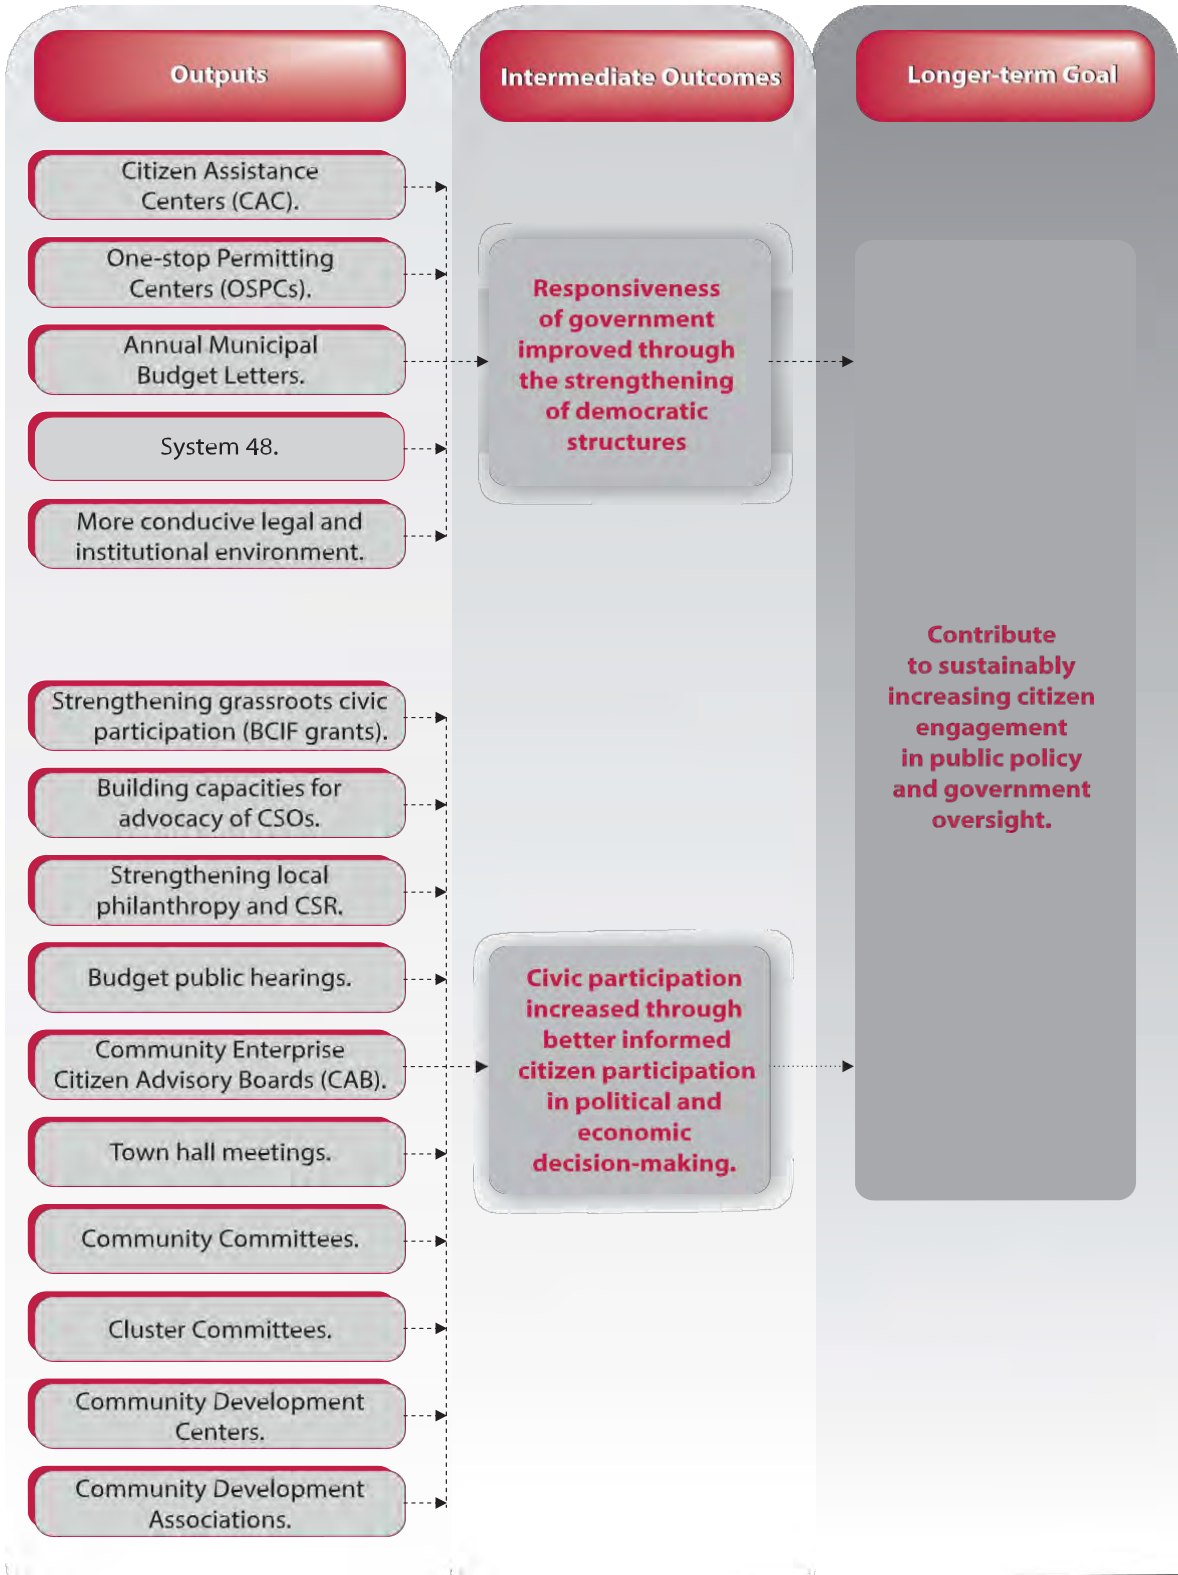 Outputs
Intermediate Outcomes
Longer-term Goal
Citizen Assistance
Centers (CAC).
One-stop Permitting
Centers (OSPCs).
Annual Municipal
Budget Letters.
System 48.
More conducive legal and
institutional environment.
Strengthening grassroots civic
participation (BCIF grants).
Building capacities for
advocacy of CSOs.
Strengthening local
philanthropy and CSR.
Budget public hearings.
Community Enterprise
Citizen Advisory Boards (CAB).
Town hall meetings.
Community Committees.
Cluster Committees.
Community Development
Centers.
Community Development
Associations.
Responsiveness
of government
improved through
the strengthening
of democratic
structures
Civic participation
increased through
better informed
citizen participation
in political and
economic
decision-making.
Contribute
to sustainably
increasing citizen
engagement
in public policy
and government
oversight.